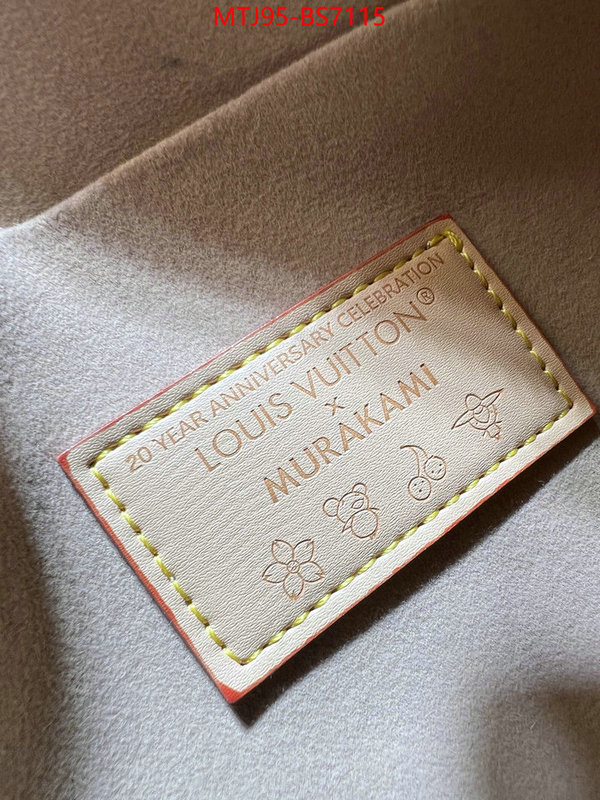 MTJ95-BS7115
20 YEAR ANNIVERSARY CELEBRATION
LOUIS VUITTON®
×
MURAKAMI